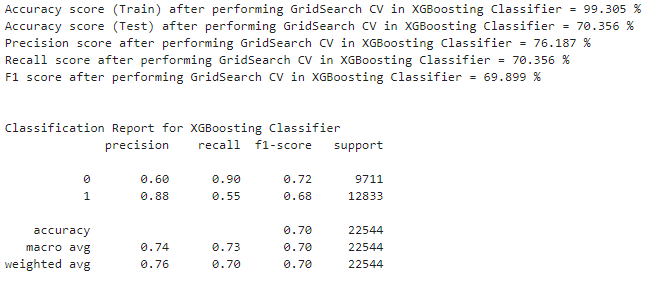 Accuracy score (Train) after performing GridSearch CV in XGBoosting Classifier = 99.305 %
Accuracy score (Test) after performing GridSearch CV in XGBoosting Classifier = 70.356 %
Precision score after performing GridSearch CV in XGBoosting Classifier = 76.187 %
Recall score after performing GridSearch CV in XGBoosting Classifier = 70.356 %
F1 score after performing GridSearch CV in XGBoosting Classifier = 69.899 %
Classification Report for XGBoosting Classifier
precision recall f1-score support
0 0.60 0.90 0.72 9711
1 0.88 0.55 0.68 12833
accuracy 0.70 22544
macro avg 0.74 0.73 0.70 22544
weighted avg 0.76 0.70 0.70 22544